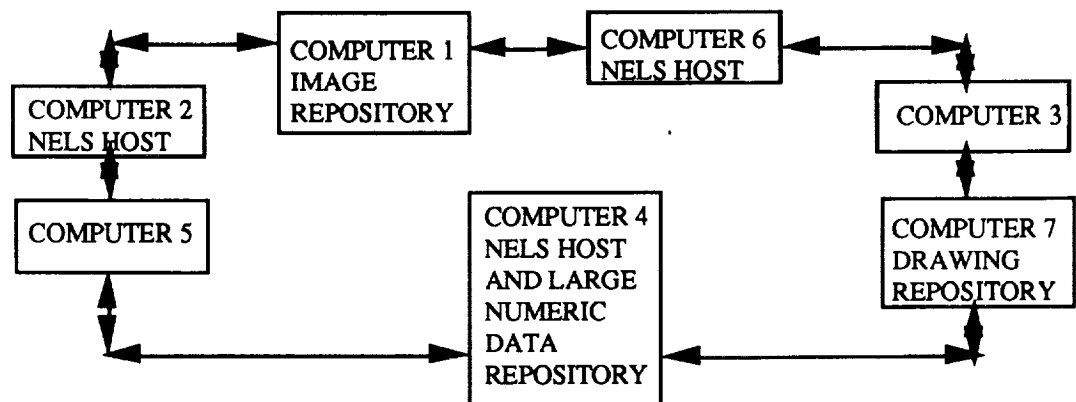 COMPUTER 1
IMAGE
REPOSITORY
COMPUTER 6
NELS HOST
COMPUTER 2
NELS HOST
COMPUTER 3
COMPUTER 5
COMPUTER 4
NELS HOST
AND LARGE
NUMERIC
DATA
REPOSITORY
COMPUTER 7
DRAWING
REPOSITORY